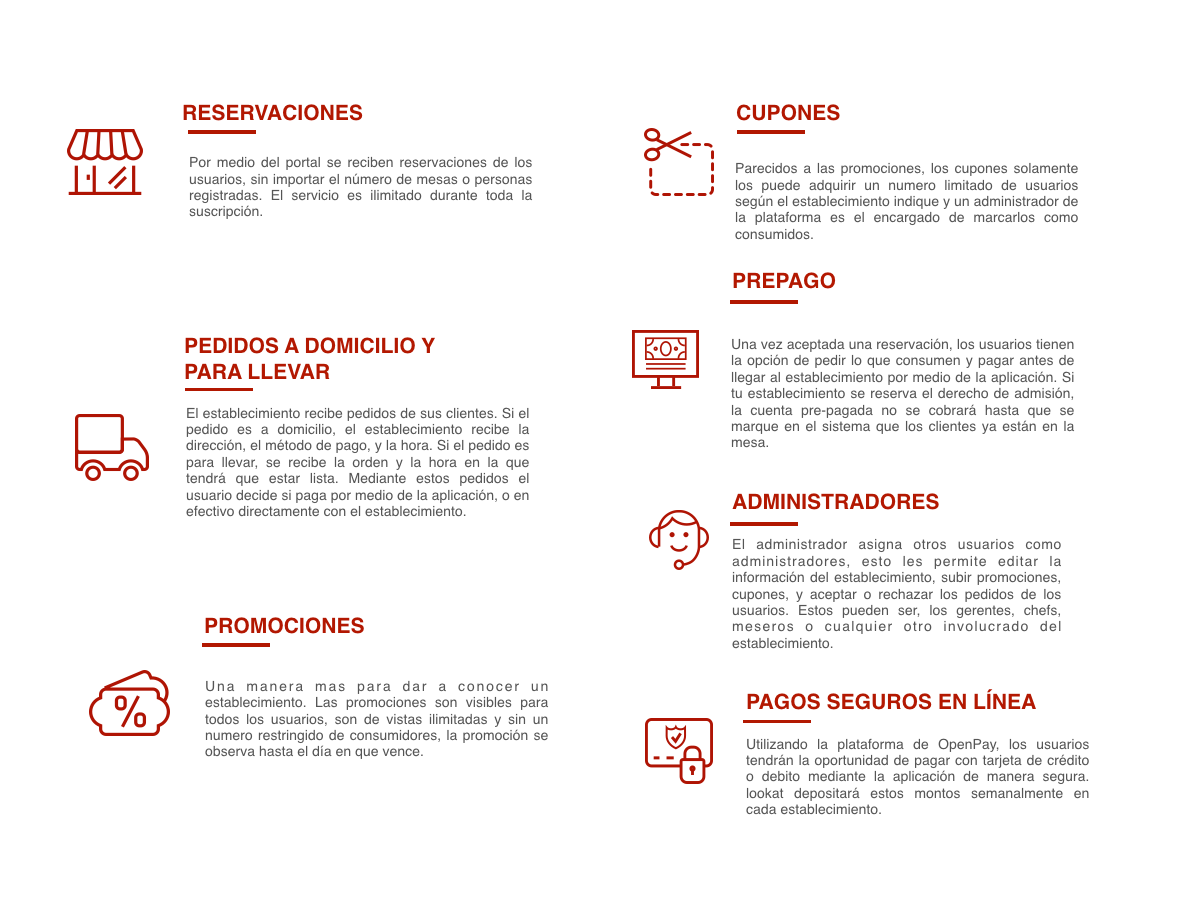 RESERVACIONES
Por medio del portal se reciben reservaciones de los
usuarios, sin importar el número de mesas o personas
registradas. El servicio es ilimitado durante toda la
suscripción.
PEDIDOS A DOMICILIO Y
PARA LLEVAR
El establecimiento recibe pedidos de sus clientes. Si el
pedido es a domicilio, el establecimiento recibe la
dirección, el método de pago, y la hora. Si el pedido es
para llevar, se recibe la orden y la hora en la que
tendrá que estar lista. Mediante estos pedidos el
usuario decide si paga por medio de la aplicación, o en
efectivo directamente con el establecimiento.
PROMOCIONES
Una manera mas para dar a conocer un
establecimiento. Las promociones son visibles para
todos los usuarios, son de vistas ilimitadas y sin un
numero restringido de consumidores, la promoción se
observa hasta el día en que vence.
CUPONES
Parecidos a las promociones, los cupones solamente
los puede adquirir un numero limitado de usuarios
según el establecimiento indique y un administrador de
la plataforma es el encargado de marcarlos como
consumidos.
PREPAGO
Una vez aceptada una reservación, los usuarios tienen
la opción de pedir lo que consumen y pagar antes de
llegar al establecimiento por medio de la aplicación. Si
tu establecimiento se reserva el derecho de admisión,
la cuenta pre-pagada no se cobrará hasta que se
marque en el sistema que los clientes ya están en la
mesa.
ADMINISTRADORES
El administrador asigna otros usuarios como
administradores, esto les permite editar la
información del establecimiento, subir promociones,
cupones, y aceptar o rechazar los pedidos de los
usuarios. Estos pueden ser, los gerentes, chefs,
meseros o cualquier otro involucrado del
establecimiento.
PAGOS SEGUROS EN LÍNEA
Utilizando la plataforma de OpenPay, los usuarios
tendrán la oportunidad de pagar con tarjeta de crédito
o debito mediante la aplicación de manera segura.
lookat depositará estos montos semanalmente en
cada establecimiento.